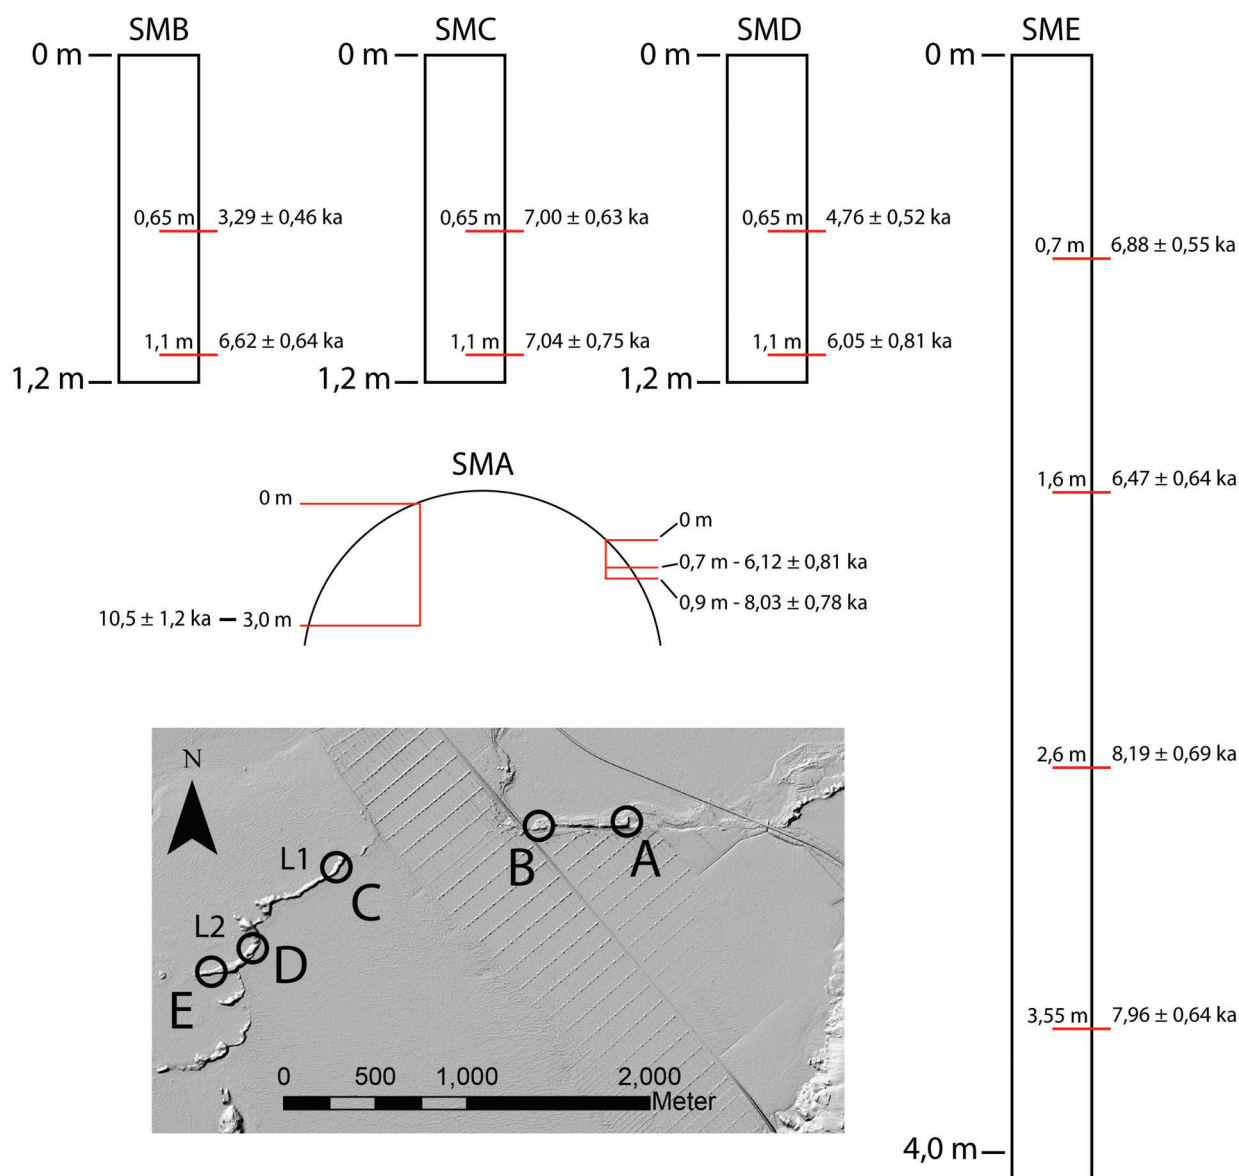 SMB
0 m
0,65 m 3,29 ± 0,46 ka
1,1 m 6,62 ± 0,64 ka
1,2 m
SMC
0 m
0,65 m 7,00 ± 0,63 ka
1,1 m 7,04 ± 0,75 ka
1,2 m
SMD
0 m
0,65 m 4,76 ± 0,52 ka
1,1 m 6,05 ± 0,81 ka
1,2 m
SME
0 m
0,7 m 6,88 ± 0,55 ka
1,6 m 6,47 ± 0,64 ka
2,6 m 8,19 ± 0,69 ka
3,55 m 7,96 ± 0,64 ka
4,0 m
SMA
0 m
10,5 ± 1,2 ka – 3,0 m
0 m
0,7 m - 6,12 ± 0,81 ka
0,9 m - 8,03 ± 0,78 ka
N
B
A
L1
C
L2
D
E
0 500 1,000 2,000
Meter